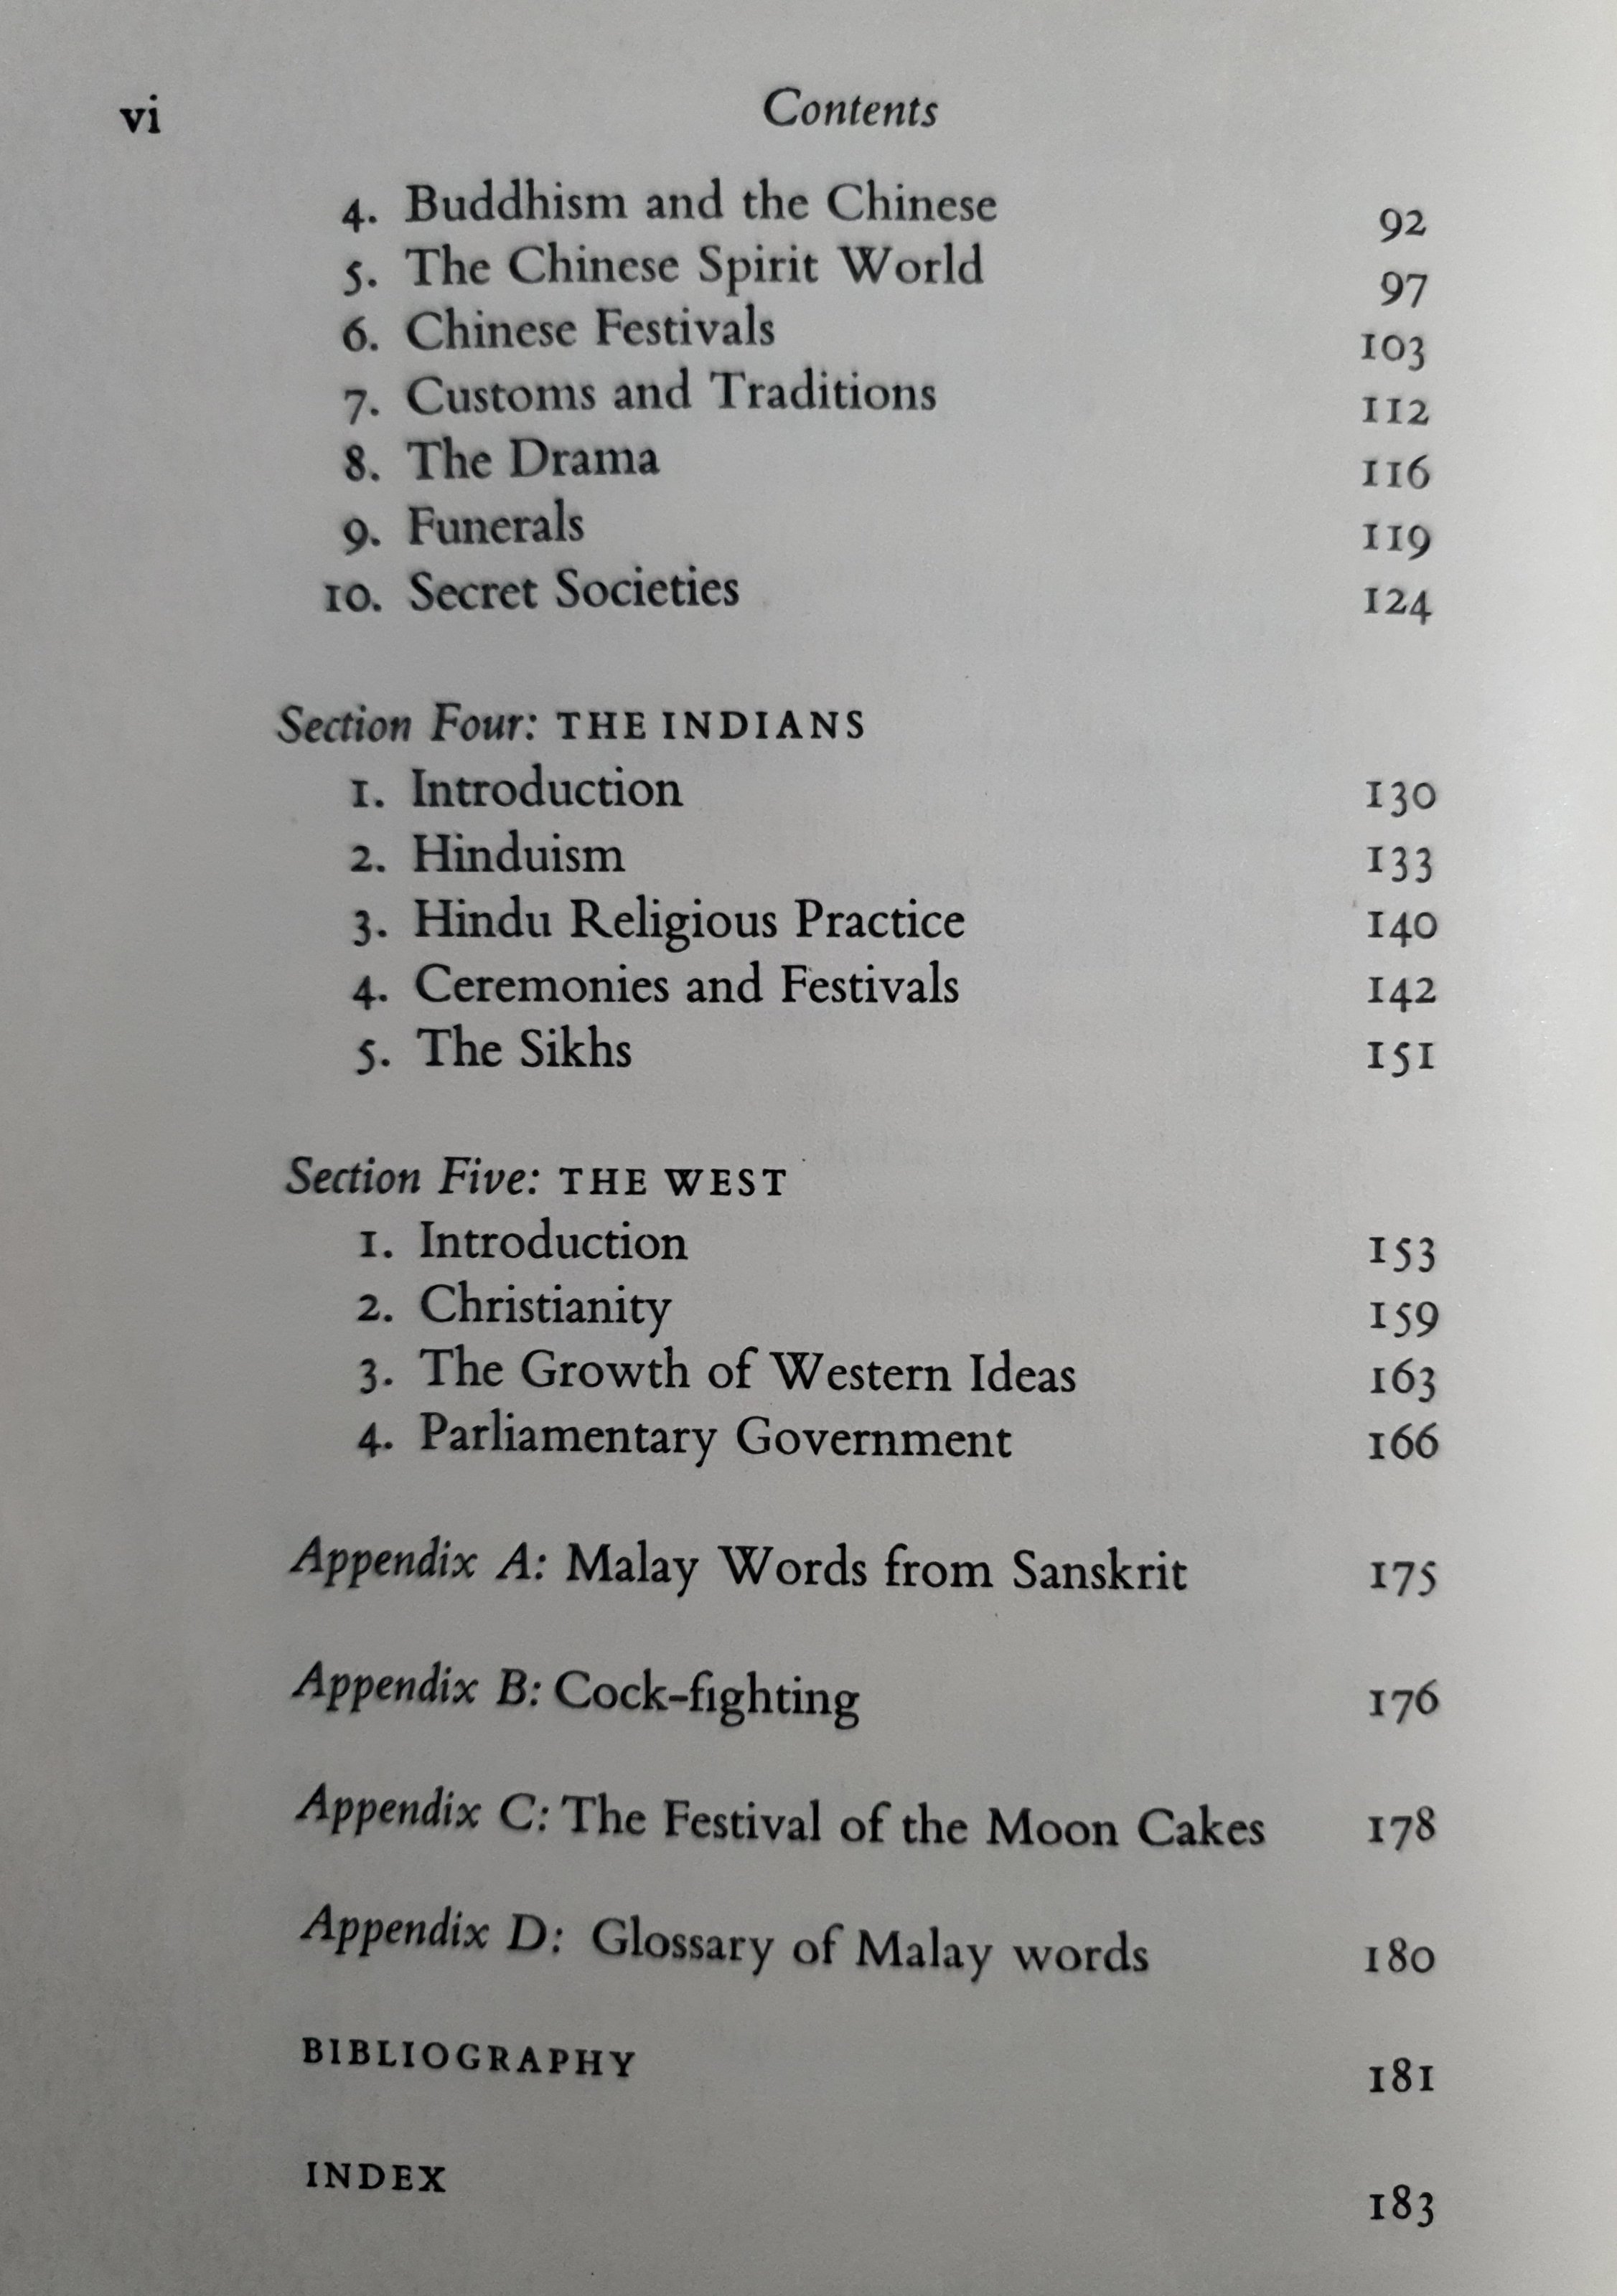 vi Contents
4. Buddhism and the Chinese 92
5. The Chinese Spirit World 97
6. Chinese Festivals 103
7. Customs and Traditions 112
8. The Drama 116
9. Funerals 119
10. Secret Societies 124
Section Four: THE INDIANS
1. Introduction 130
2. Hinduism 133
3. Hindu Religious Practice 140
4. Ceremonies and Festivals 142
5. The Sikhs 151
Section Five: THE WEST
1. Introduction 153
2. Christianity 159
3. The Growth of Western Ideas 163
4. Parliamentary Government 166
Appendix A: Malay Words from Sanskrit 175
Appendix B: Cock-fighting 176
Appendix C: The Festival of the Moon Cakes 178
Appendix D: Glossary of Malay words 180
BIBLIOGRAPHY 181
INDEX 183